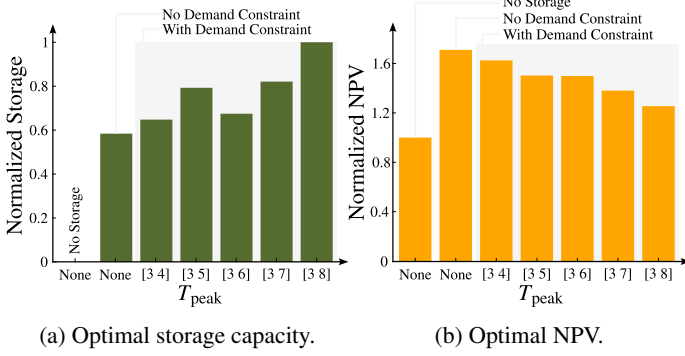 No Demand Constraint
With Demand Constraint
Normalized Storage
1
0.8
0.6
0.4
0.2
0
No Storage
None None [3 4] [3 5] [3 6] [3 7] [3 8]
T_peak
(a) Optimal storage capacity.
No Storage
No Demand Constraint
With Demand Constraint
Normalized NPV
1.6
1.2
0.8
0.4
0
None None [3 4] [3 5] [3 6] [3 7] [3 8]
T_peak
(b) Optimal NPV.